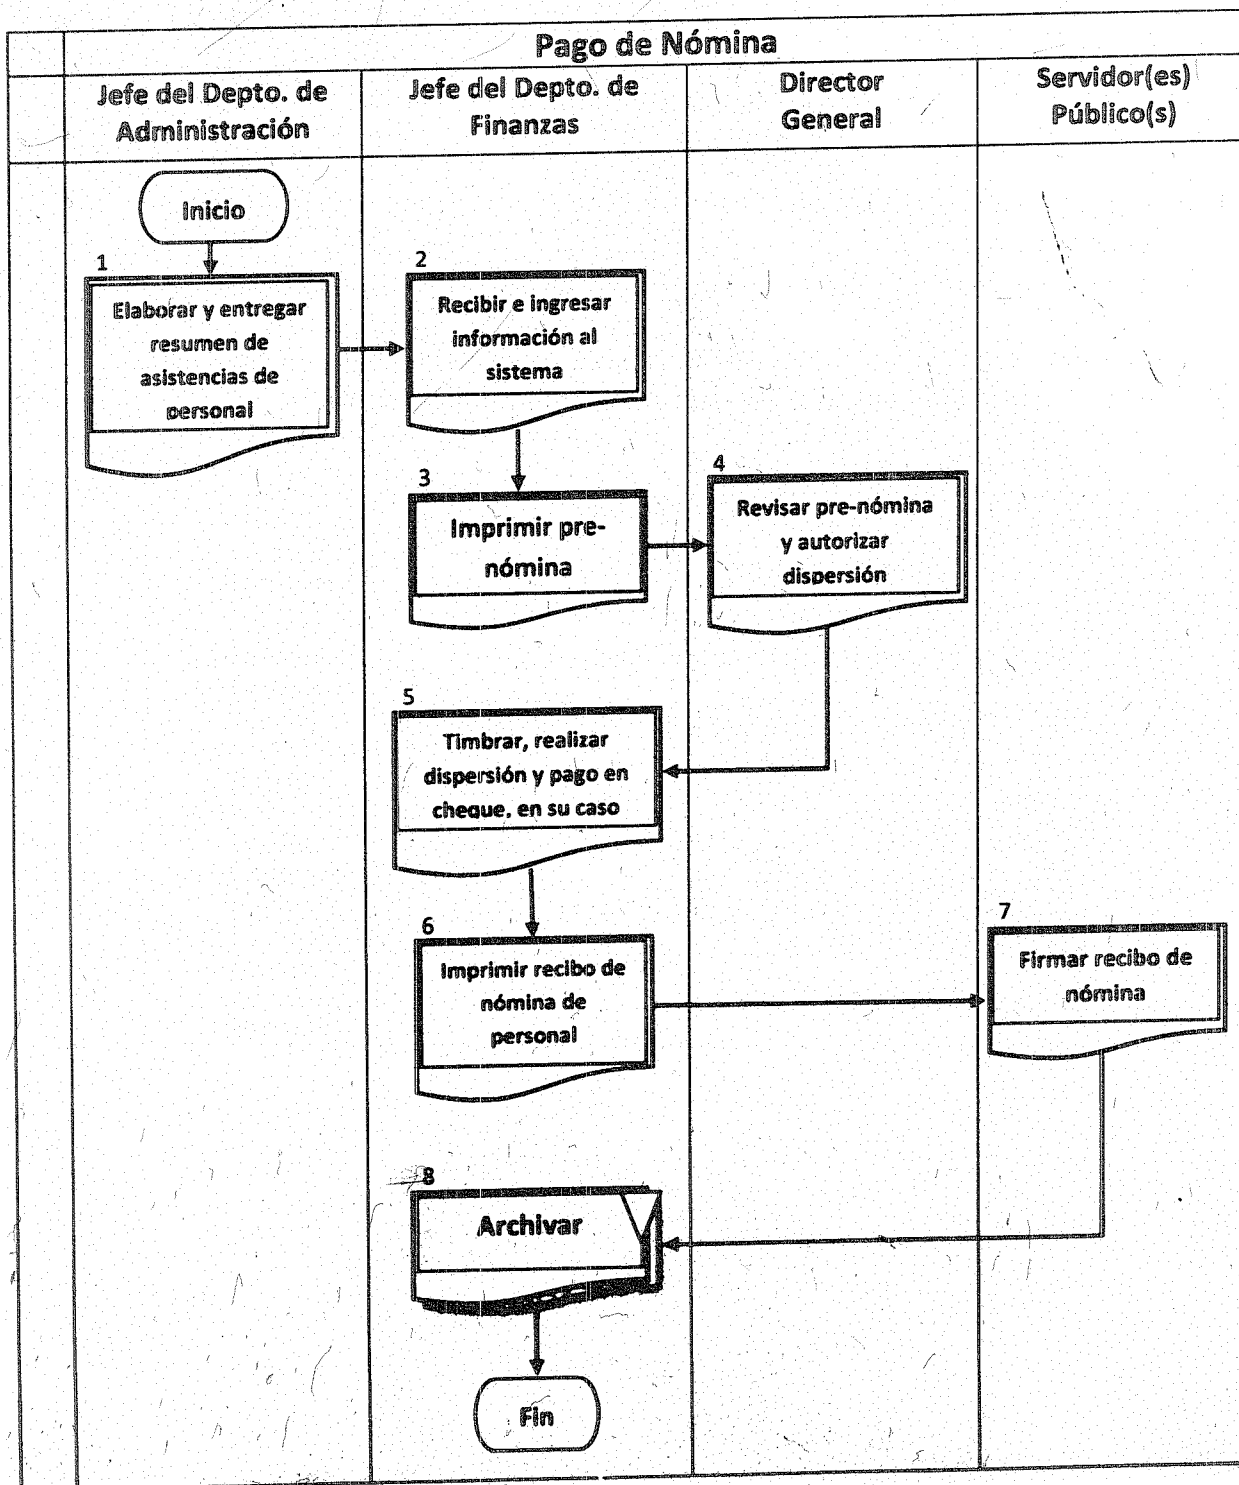 Pago de Nómina
Jefe del Depto. de
Administración
Jefe del Depto. de
Finanzas
Director
General
Servidor(es)
Público(s)
Inicio
1
Elaborar y entregar
resumen de
asistencias de
personal
2
Recibir e ingresar
información al
sistema
3
Imprimir pre-
nómina
4
Revisar pre-nómina
y autorizar
dispersión
5
Timbrar, realizar
dispersión y pago en
cheque, en su caso
6
Imprimir recibo de
nómina de
personal
7
Firmar recibo de
nómina
8
Archivar
Fin